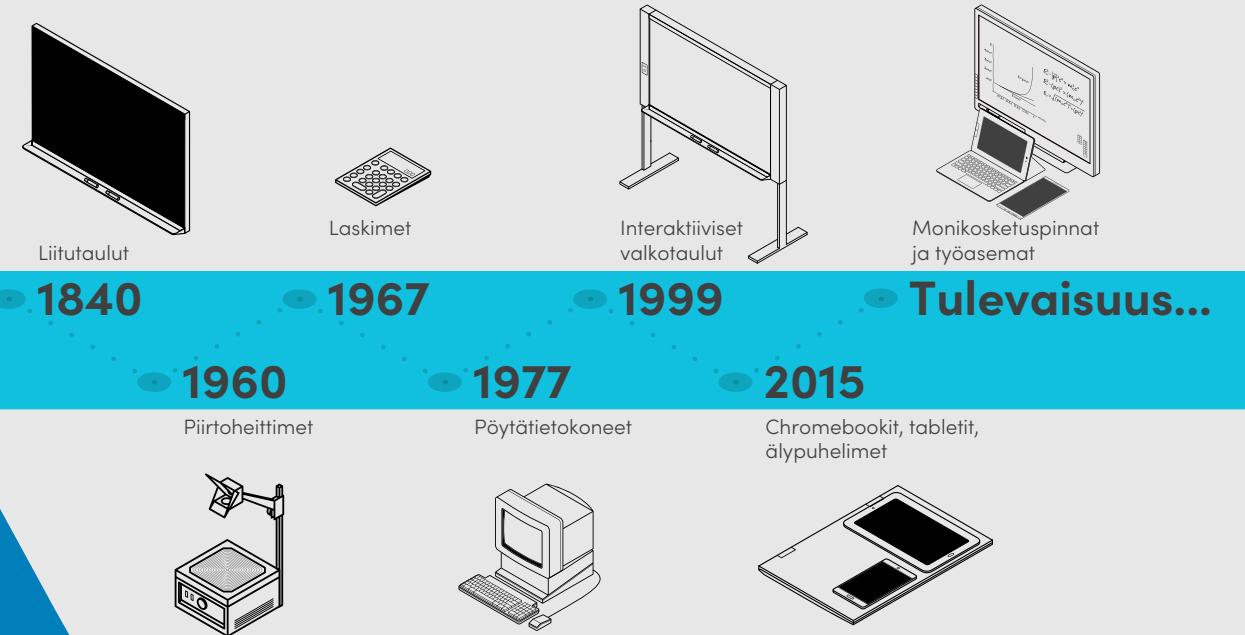 Liitutaulut
Laskimet
Interaktiiviset
valkotaulut
Monikosketuspinnat
ja työasemat
1840
1967
1999
Tulevaisuus...
1960
1977
2015
Piirtoheittimet
Pöytätietokoneet
Chromebookit, tabletit,
älypuhelimet